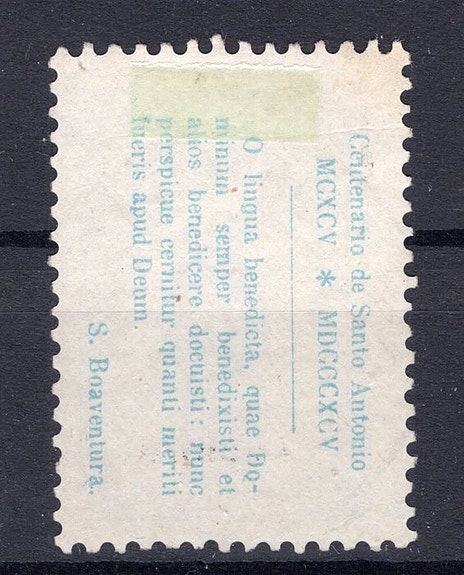 Centenario de Santo Antonio
MCXCV * MDCCCXCV
O lingua benedicta, quae Do-
minum semper benedixisti et
alios benedicere docuisti: nunc
perspicue cernitur quanti meriti
fueris apud Deum.
S. Boaventura.